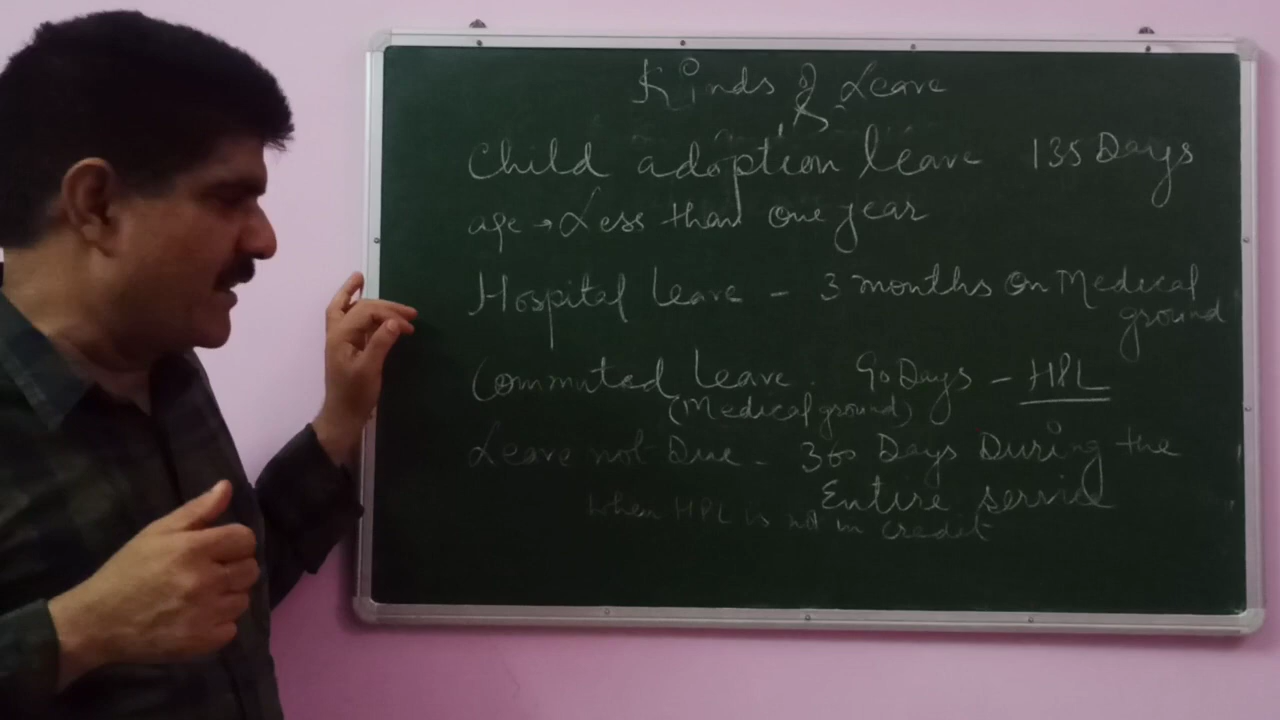 Kinds of Leave
Child adoption leave 135 Days
age → Less than one year
Hospital leave - 3 months on Medical
ground
Commuted leave. 90 Days - HPL
(Medical ground)
Leave not Due - 360 Days During the
Entire service
when HPL is not in credit